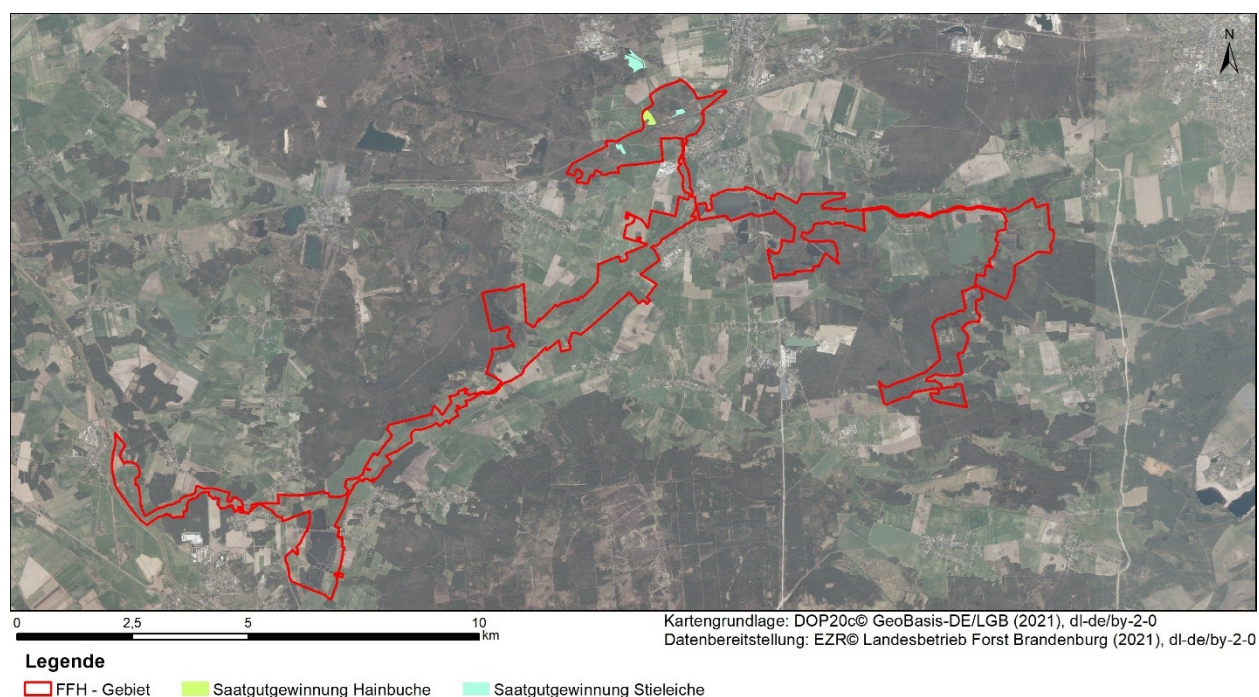 N
0 2,5 5 10
km
Kartengrundlage: DOP20c© GeoBasis-DE/LGB (2021), dl-de/by-2-0
Datenbereitstellung: EZR© Landesbetrieb Forst Brandenburg (2021), dl-de/by-2-0
Legende
FFH - Gebiet Saatgutgewinnung Hainbuche Saatgutgewinnung Stieleiche